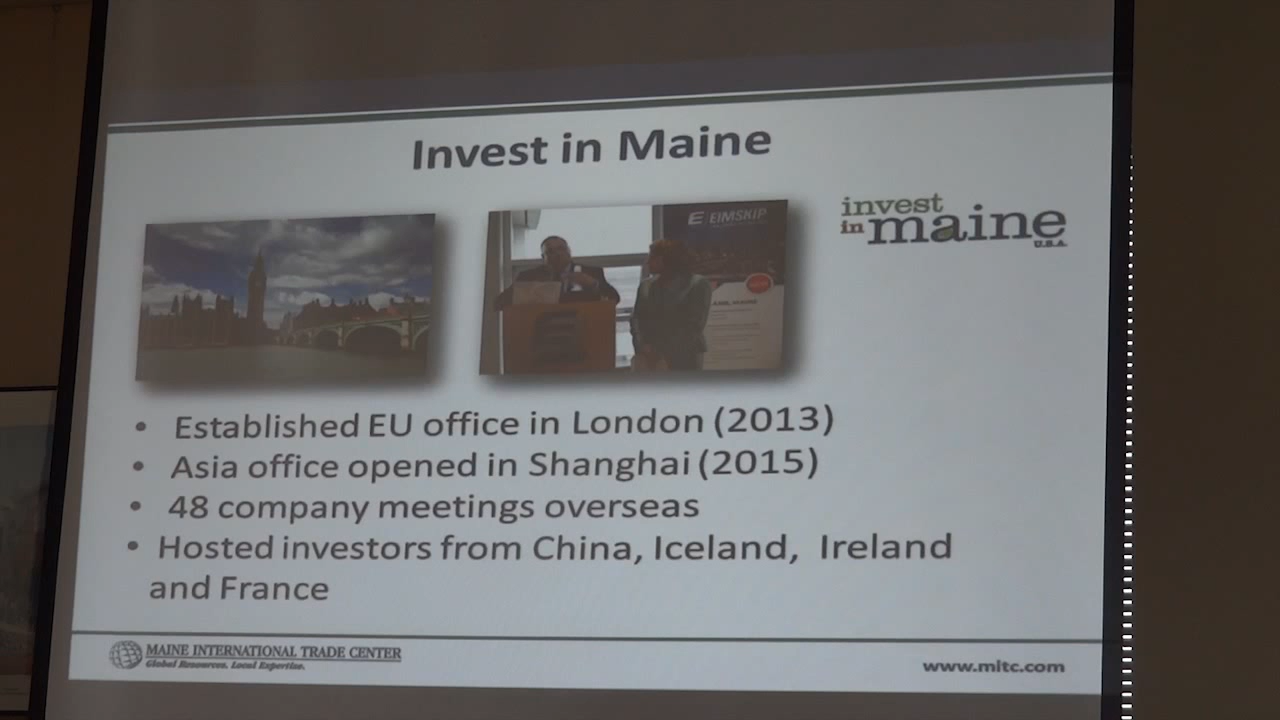 Invest in Maine
EIMSKIP
invest
in maine
U.S.A.
• Established EU office in London (2013)
• Asia office opened in Shanghai (2015)
• 48 company meetings overseas
• Hosted investors from China, Iceland, Ireland
and France
MAINE INTERNATIONAL TRADE CENTER
Global Resources. Local Expertise.
www.mitc.com